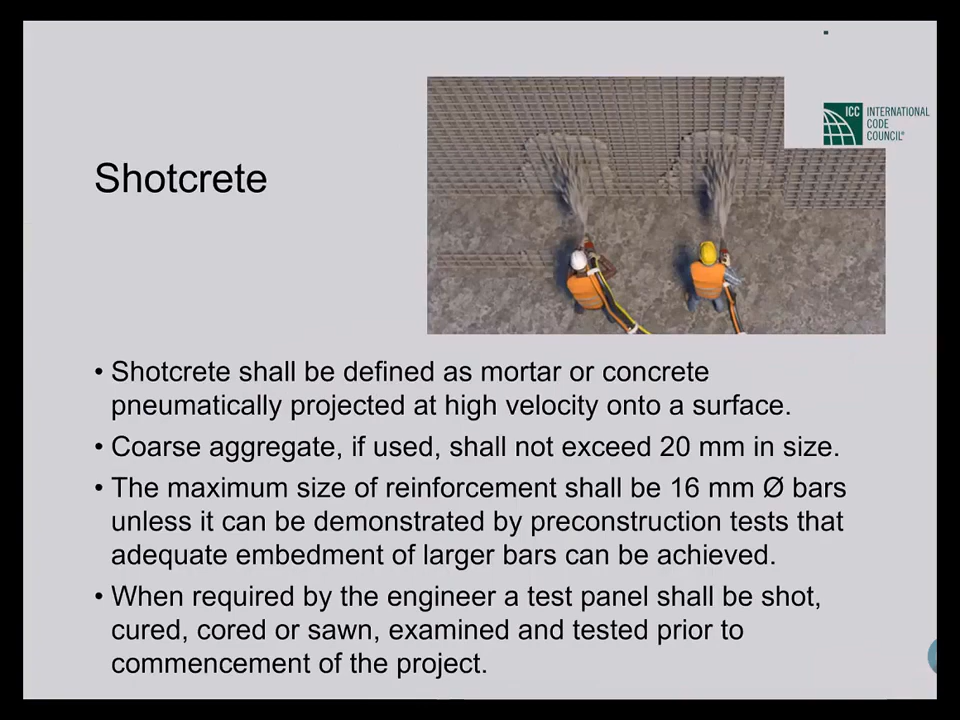 ICC INTERNATIONAL
CODE
COUNCIL®
Shotcrete
• Shotcrete shall be defined as mortar or concrete
pneumatically projected at high velocity onto a surface.
• Coarse aggregate, if used, shall not exceed 20 mm in size.
• The maximum size of reinforcement shall be 16 mm Ø bars
unless it can be demonstrated by preconstruction tests that
adequate embedment of larger bars can be achieved.
• When required by the engineer a test panel shall be shot,
cured, cored or sawn, examined and tested prior to
commencement of the project.